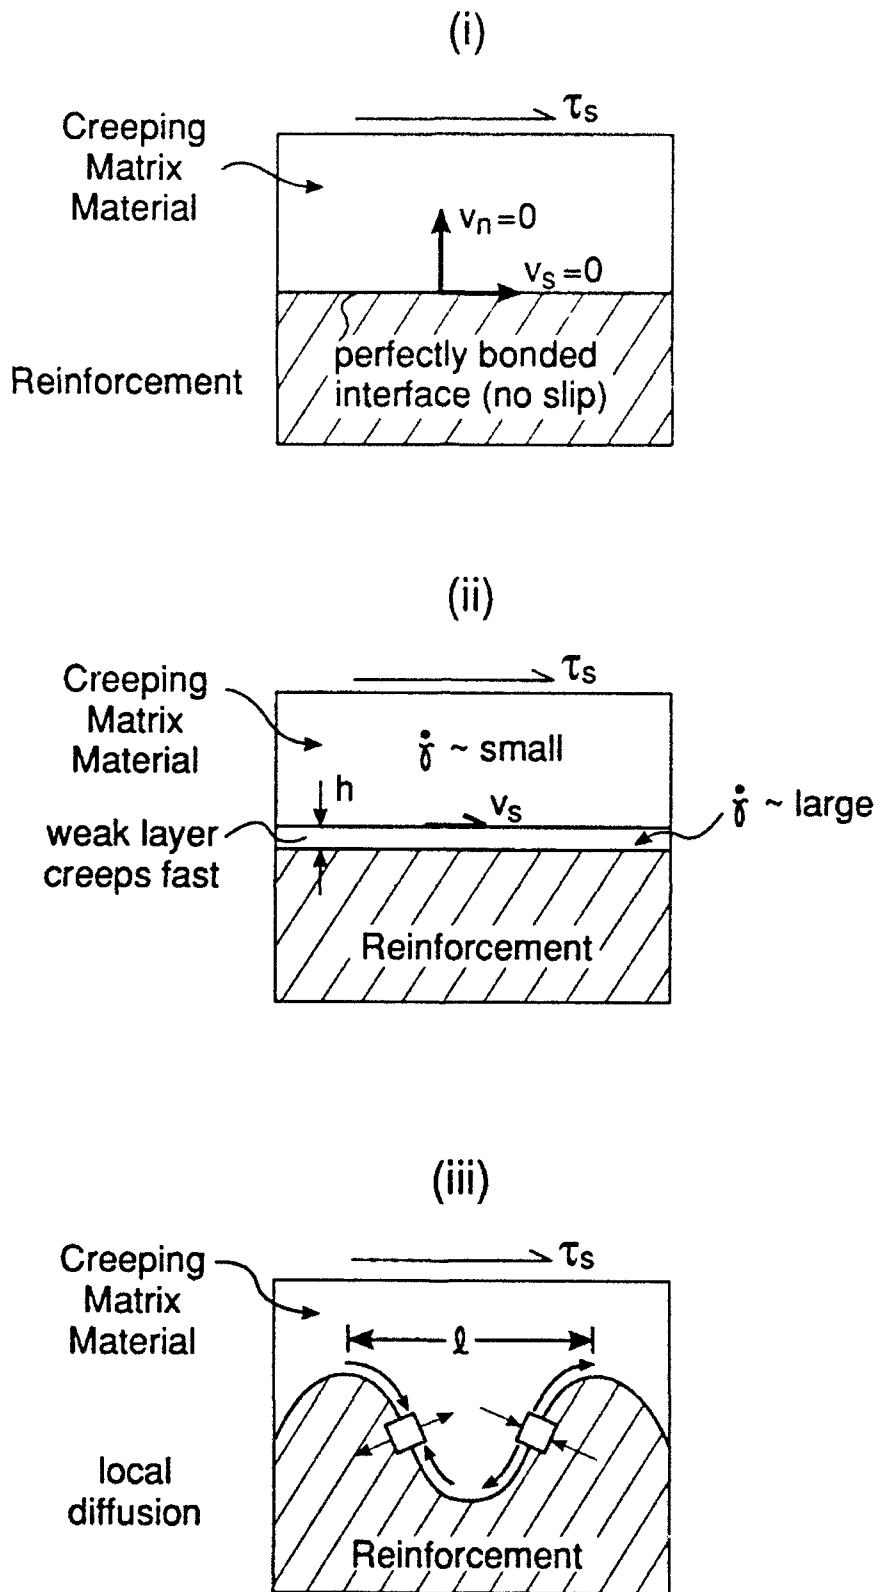 (i)
τs
Creeping
Matrix
Material
vn=0
vs=0
perfectly bonded
interface (no slip)
Reinforcement
(ii)
τs
Creeping
Matrix
Material
γ̇ ~ small
h
vs
γ̇ ~ large
weak layer
creeps fast
Reinforcement
(iii)
τs
Creeping
Matrix
Material
ℓ
local
diffusion
Reinforcement